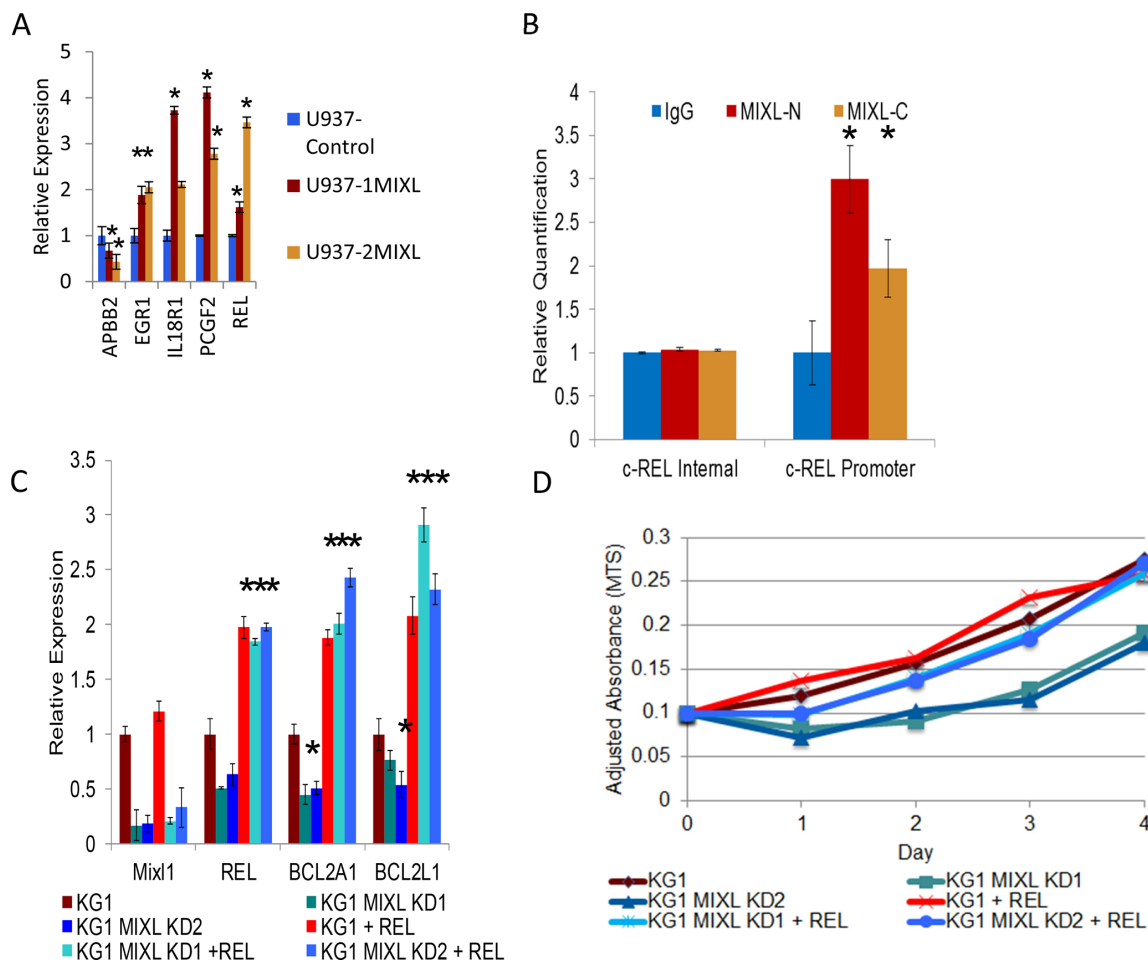 A
5
4
3
2
1
0
Relative Expression
*
*
**
*
*
*
*
*
APBB2
EGR1
IL18R1
PCGF2
REL
U937-
Control
U937-1MIXL
U937-2MIXL
B
4
3.5
3
2.5
2
1.5
1
0.5
0
Relative Quantification
IgG
MIXL-N
MIXL-C
*
*
c-REL Internal
c-REL Promoter
C
3.5
3
2.5
2
1.5
1
0.5
0
Relative Expression
***
*
***
*
***
Mixl1
REL
BCL2A1
BCL2L1
KG1
KG1 MIXL KD1
KG1 MIXL KD2
KG1 + REL
KG1 MIXL KD1 +REL
KG1 MIXL KD2 + REL
D
0.3
0.25
0.2
0.15
0.1
0.05
0
Adjusted Absorbance (MTS)
0
1
2
3
4
Day
KG1
KG1 MIXL KD1
KG1 MIXL KD2
KG1 + REL
KG1 MIXL KD1 + REL
KG1 MIXL KD2 + REL